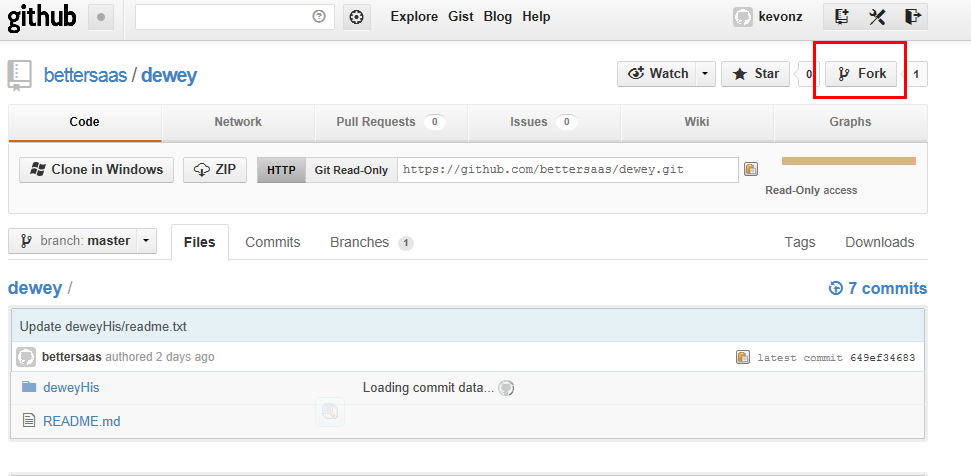 github Explore Gist Blog Help kevonz
bettersaas / dewey Watch Star 0 Fork 1
Code Network Pull Requests 0 Issues 0 Wiki Graphs
Clone in Windows ZIP HTTP Git Read-Only https://github.com/bettersaas/dewey.git
Read-Only access
branch: master Files Commits Branches 1 Tags Downloads
dewey / 7 commits
Update deweyHis/readme.txt
bettersaas authored 2 days ago latest commit 649ef34683
deweyHis Loading commit data...
README.md